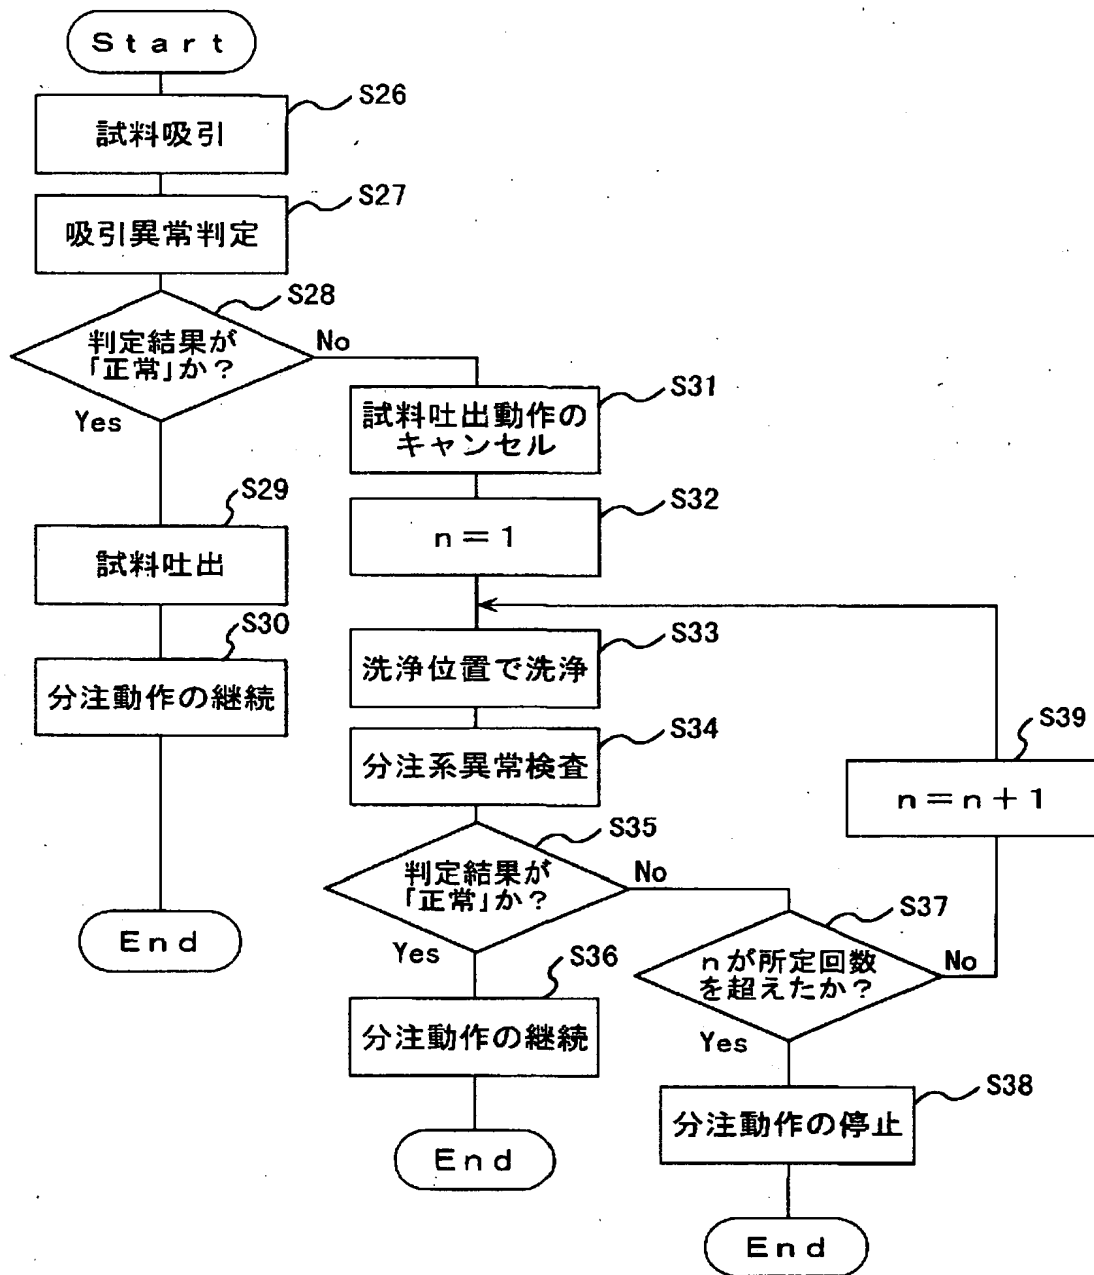 Start
S26
試料吸引
S27
吸引異常判定
S28
判定結果が
「正常」か?
No
Yes
S29
試料吐出
S30
分注動作の継続
End
S31
試料吐出動作の
キャンセル
S32
n=1
S33
洗浄位置で洗浄
S34
分注系異常検査
S35
判定結果が
「正常」か?
No
Yes
S36
分注動作の継続
End
S37
nが所定回数
を超えたか?
No
Yes
S38
分注動作の停止
End
S39
n=n+1